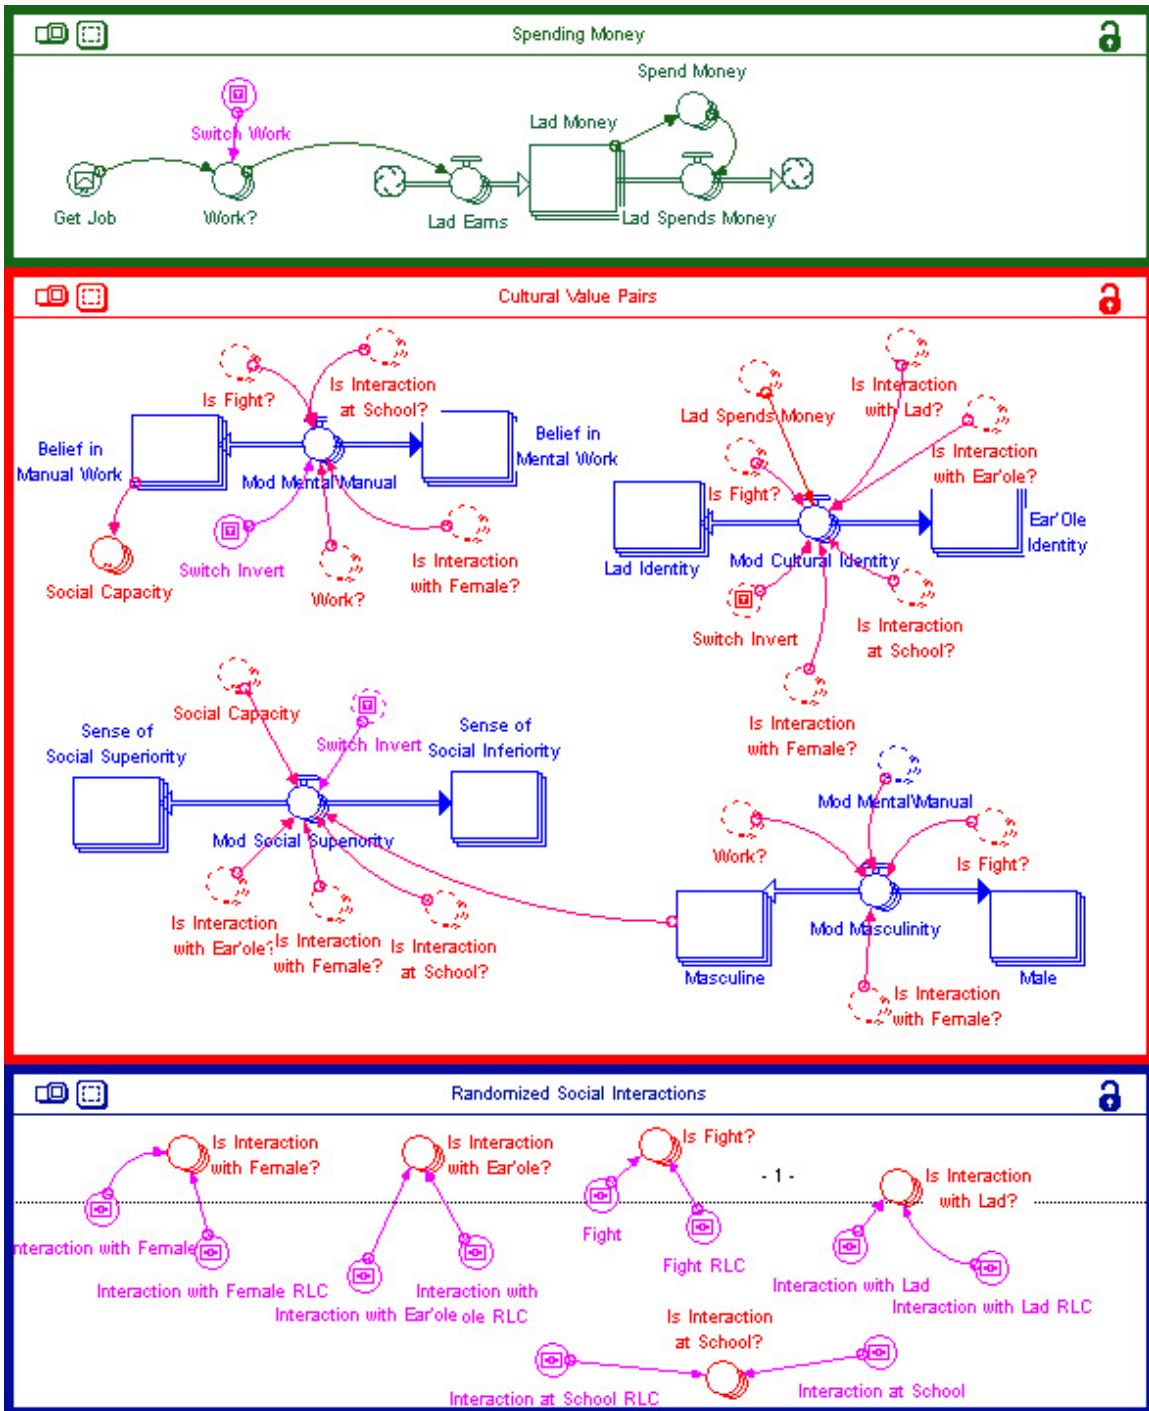 Spending Money
Spend Money
Lad Money
Switch Work
Get Job
Work?
Lad Earns
Lad Spends Money
Cultural Value Pairs
Is Fight?
Is Interaction
at School?
Belief in
Manual Work
Mod Mental\Manual
Belief in
Mental Work
Switch Invert
Social Capacity
Work?
Is Interaction
with Female?
Lad Spends Money
Is Interaction
with Lad?
Is Fight?
Is Interaction
with Ear'ole?
Lad Identity
Mod Cultural Identity
Ear'Ole
Identity
Switch Invert
Is Interaction
at School?
Is Interaction
with Female?
Social Capacity
Switch Invert
Sense of
Social Superiority
Sense of
Social Inferiority
Mod Social Superiority
Is Interaction
with Ear'ole?
Is Interaction
with Female?
Is Interaction
at School?
Mod Mental\Manual
Work?
Is Fight?
Mod Masculinity
Masculine
Male
Is Interaction
with Female?
Randomized Social Interactions
Is Interaction
with Female?
Is Interaction
with Ear'ole?
Is Fight?
- 1 -
Is Interaction
with Lad?
nteraction with Female
Interaction with Female RLC
Interaction with Ear'ole
Interaction with
ole RLC
Fight
Fight RLC
Interaction with Lad
Interaction with Lad RLC
Is Interaction
at School?
Interaction at School RLC
Interaction at School